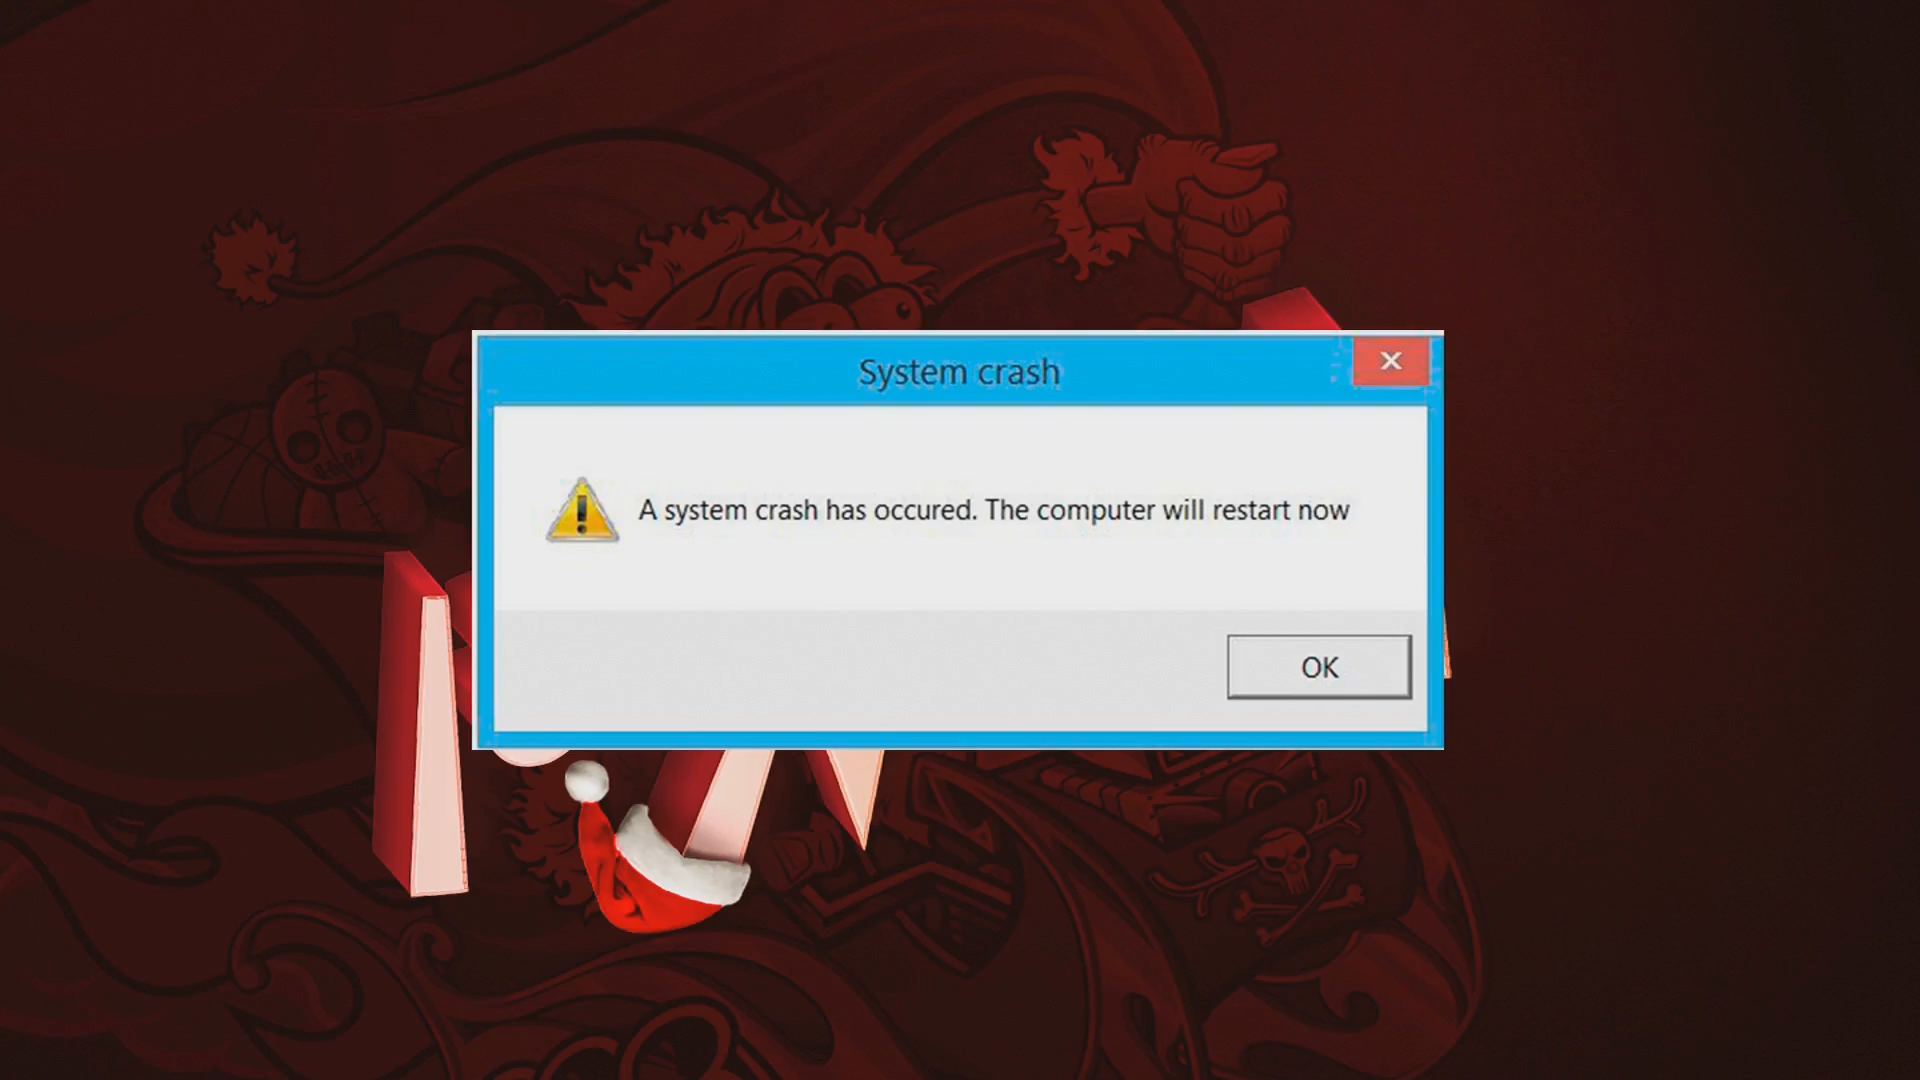 System crash
A system crash has occured. The computer will restart now
OK